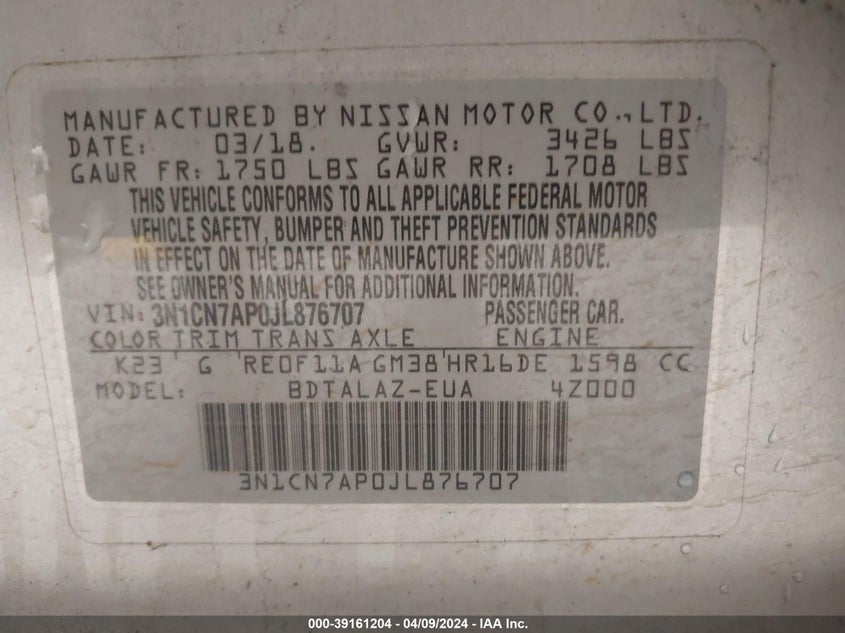 MANUFACTURED BY NISSAN MOTOR CO., LTD.
DATE: 03/18. GVWR: 3426 LBS
GAWR FR: 1750 LBS GAWR RR: 1708 LBS
THIS VEHICLE CONFORMS TO ALL APPLICABLE FEDERAL MOTOR
VEHICLE SAFETY, BUMPER AND THEFT PREVENTION STANDARDS
IN EFFECT ON THE DATE OF MANUFACTURE SHOWN ABOVE.
SEE OWNER'S MANUAL FOR ADDITIONAL INFORMATION.
VIN: 3N1CN7AP0JL876707 PASSENGER CAR
COLOR TRIM TRANS AXLE ENGINE
K23 G RE0F11A GM38 HR16DE 1598 CC
MODEL: BDTALAZ-EUA 4Z000
3N1CN7AP0JL876707
000-39161204 - 04/09/2024 - IAA Inc.